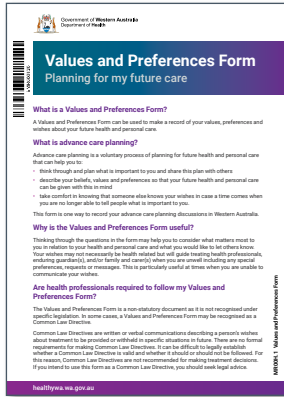 Government of Western Australia
Department of Health
Values and Preferences Form
Planning for my future care
What is a Values and Preferences Form?
A Values and Preferences Form can be used to make a record of your values, preferences and
wishes about your future health and personal care.
What is advance care planning?
Advance care planning is a voluntary process of planning for future health and personal care
that can help you to:
• think through and plan what is important to you and share this plan with others
• describe your beliefs, values and preferences so that your future health and personal care
can be given with this in mind
• take comfort in knowing that someone else knows your wishes in case a time comes when
you are no longer able to tell people what is important to you.
This form is one way to record your advance care planning discussions in Western Australia.
Why is the Values and Preferences Form useful?
Thinking through the questions in the form may help you to consider what matters most to
you in relation to your health and personal care and what you would like to let others know.
Your wishes may not necessarily be health related but will guide treating health professionals,
enduring guardian(s), and/or family and carer(s) when you are unwell including any special
preferences, requests or messages. This is particularly useful at times when you are unable to
communicate your wishes.
Are health professionals required to follow my Values and
Preferences Form?
The Values and Preferences Form is a non-statutory document as it is not recognised under
specific legislation. In some cases, a Values and Preferences Form may be recognised as a
Common Law Directive.
Common Law Directives are written or verbal communications describing a person's wishes
about treatment to be provided or withheld in specific situations in future. There are no formal
requirements for making Common Law Directives. It can be difficult to legally establish
whether a Common Law Directive is valid and whether it should or should not be followed. For
this reason, Common Law Directives are not recommended for making treatment decisions.
If you intend to use this form as a Common Law Directive, you should seek legal advice.
MR00H.1 Values and Preferences Form
healthywa.wa.gov.au